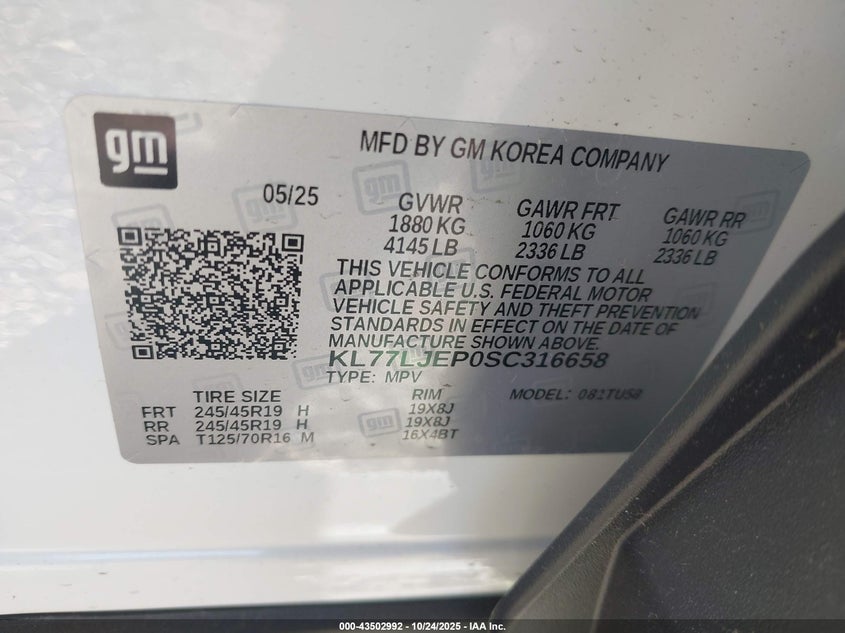 gm
MFD BY GM KOREA COMPANY
05/25
GVWR
1880 KG
4145 LB
GAWR FRT
1060 KG
2336 LB
GAWR RR
1060 KG
2336 LB
THIS VEHICLE CONFORMS TO ALL
APPLICABLE U.S. FEDERAL MOTOR
VEHICLE SAFETY AND THEFT PREVENTION
STANDARDS IN EFFECT ON THE DATE OF
MANUFACTURE SHOWN ABOVE.
KL77LJEP0SC316658
TYPE: MPV
MODEL: 081TU58
TIRE SIZE RIM
FRT 245/45R19 H 19X8J
RR 245/45R19 H 19X8J
SPA T125/70R16 M 16X4BT
000-43502992 - 10/24/2025 - IAA Inc.